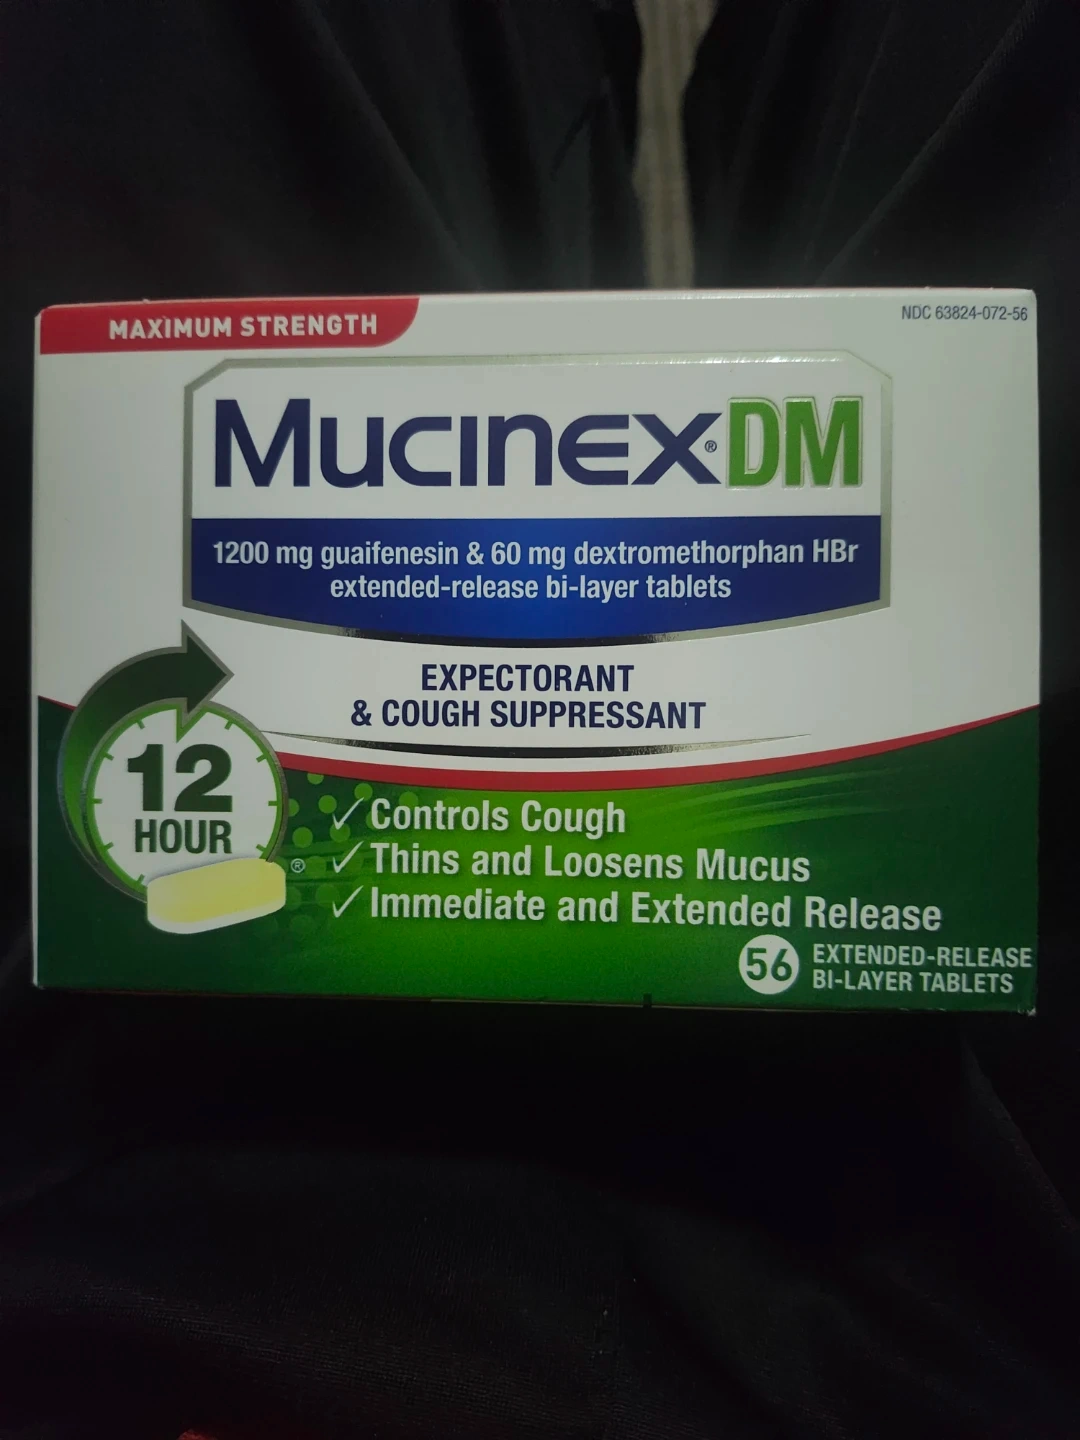 MAXIMUM STRENGTH
NDC 63824-072-56
MUCINEX® DM
1200 mg guaifenesin & 60 mg dextromethorphan HBr
extended-release bi-layer tablets
EXPECTORANT
& COUGH SUPPRESSANT
12
HOUR
®
✓ Controls Cough
✓ Thins and Loosens Mucus
✓ Immediate and Extended Release
56 EXTENDED-RELEASE
BI-LAYER TABLETS